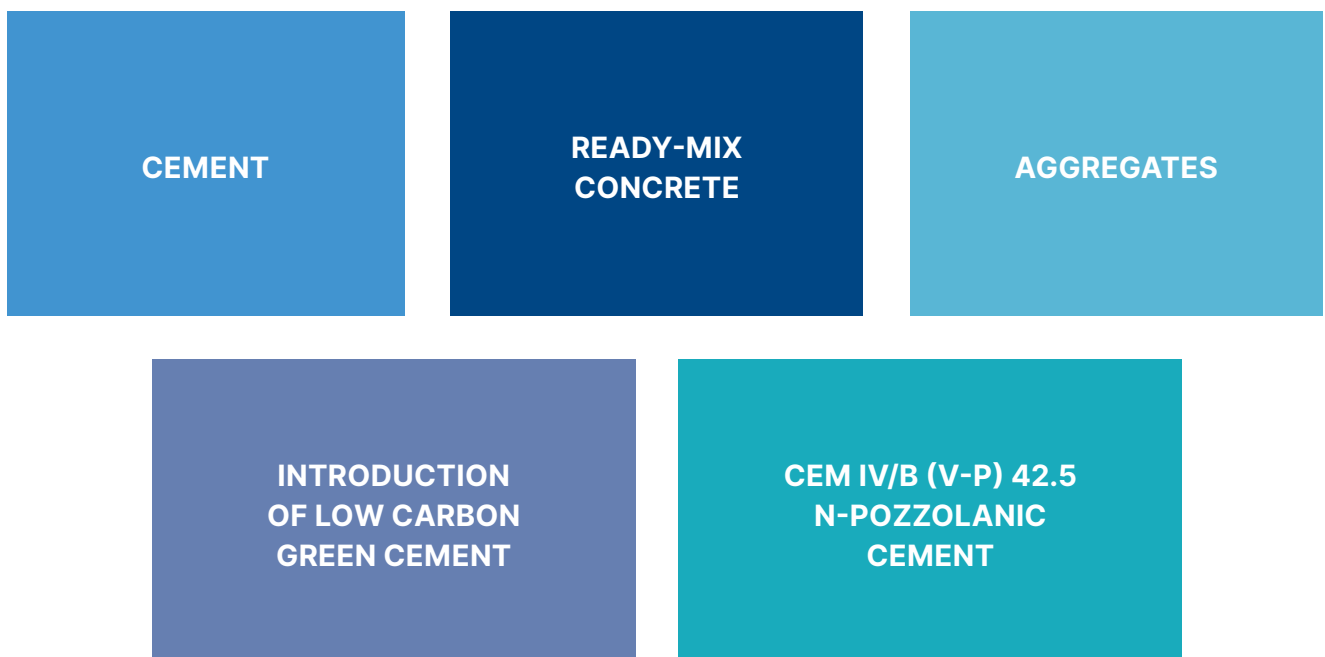 CEMENT
READY-MIX
CONCRETE
AGGREGATES
INTRODUCTION
OF LOW CARBON
GREEN CEMENT
CEM IV/B (V-P) 42.5
N-POZZOLANIC
CEMENT